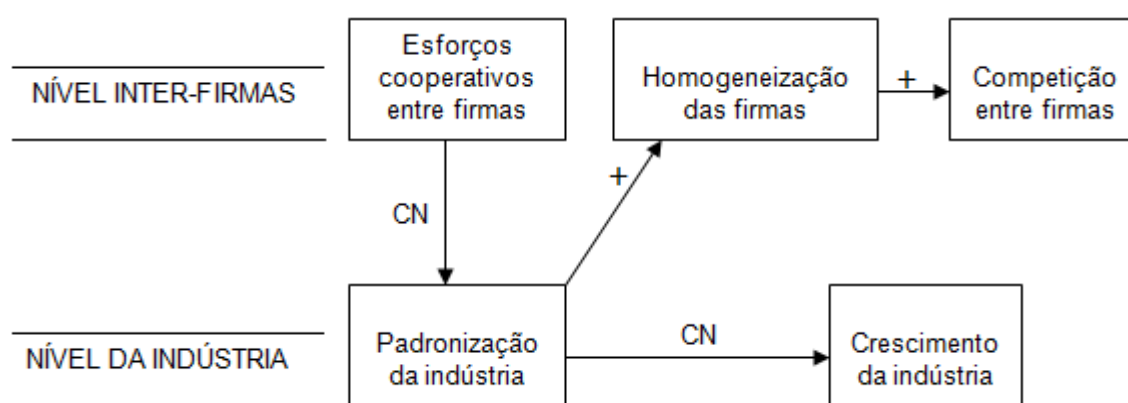 NÍVEL INTER-FIRMAS
Esforços
cooperativos
entre firmas
Homogeneização
das firmas
+
Competição
entre firmas
+
CN
NÍVEL DA INDÚSTRIA
Padronização
da indústria
CN
Crescimento
da indústria